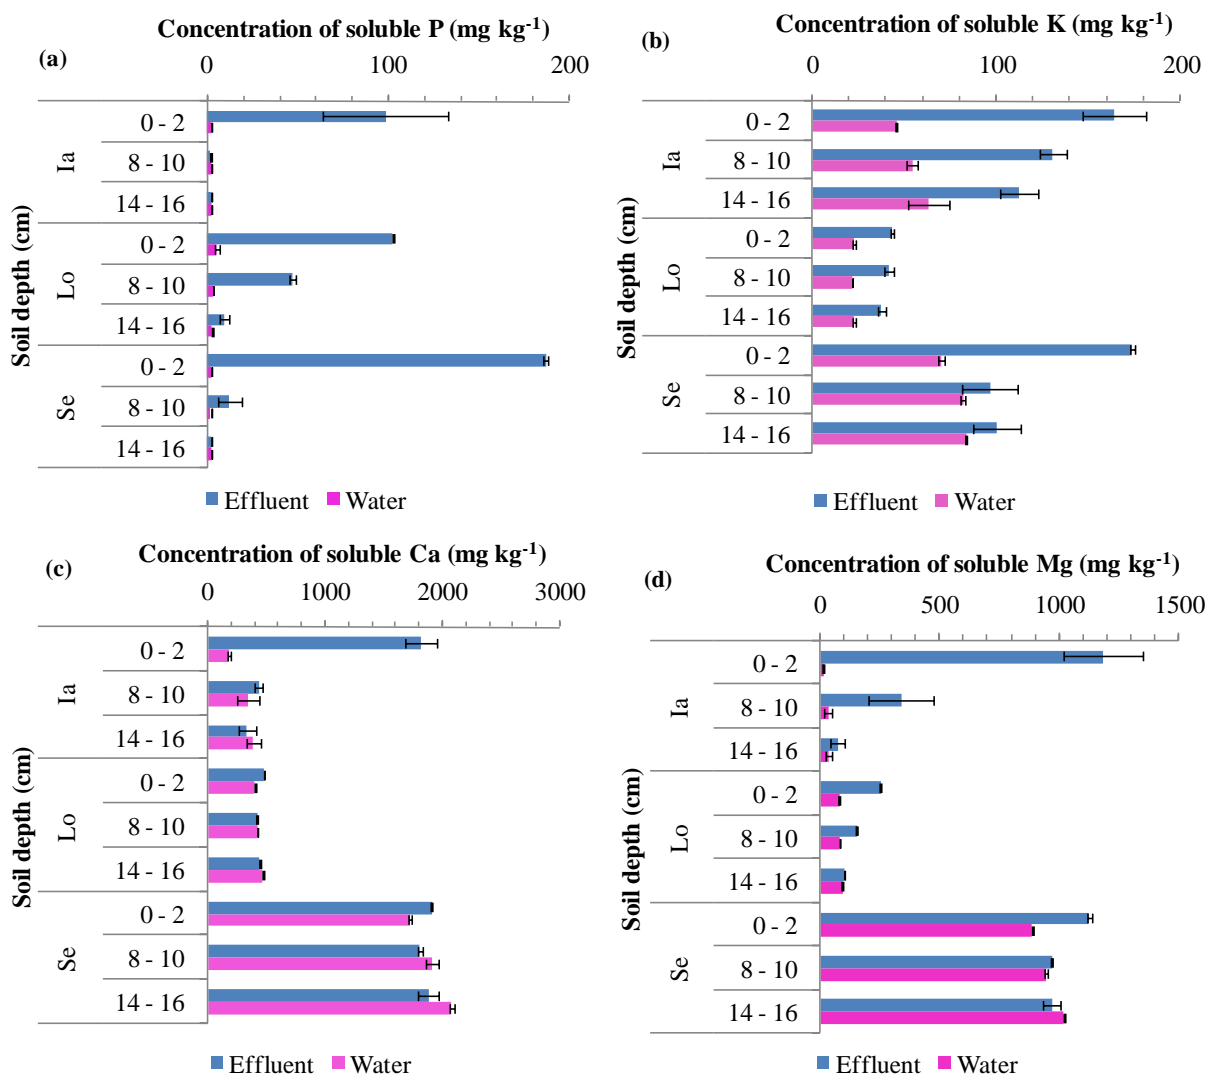 Concentration of soluble P (mg kg-1)
(a)
0 100 200
Soil depth (cm)
Ia
0 - 2
8 - 10
14 - 16
Lo
0 - 2
8 - 10
14 - 16
Se
0 - 2
8 - 10
14 - 16
Effluent Water
Concentration of soluble K (mg kg-1)
(b)
0 100 200
Soil depth (cm)
Ia
0 - 2
8 - 10
14 - 16
Lo
0 - 2
8 - 10
14 - 16
Se
0 - 2
8 - 10
14 - 16
Effluent Water
Concentration of soluble Ca (mg kg-1)
(c)
0 1000 2000 3000
Soil depth (cm)
Ia
0 - 2
8 - 10
14 - 16
Lo
0 - 2
8 - 10
14 - 16
Se
0 - 2
8 - 10
14 - 16
Effluent Water
Concentration of soluble Mg (mg kg-1)
(d)
0 500 1000 1500
Soil depth (cm)
Ia
0 - 2
8 - 10
14 - 16
Lo
0 - 2
8 - 10
14 - 16
Se
0 - 2
8 - 10
14 - 16
Effluent Water